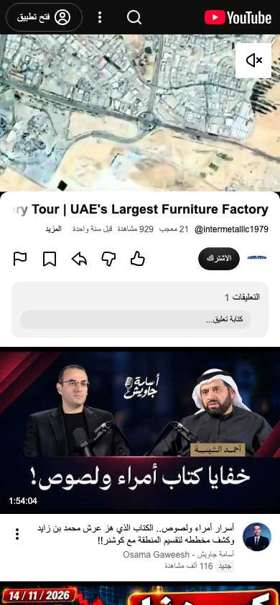 فتح تطبيق
YouTube
ry Tour | UAE's Largest Furniture Factory
@intermetalllc1979 21 معجب 929 مشاهدة قبل سنة واحدة المزيد
الاشتراك
التعليقات 1
كتابة تعليق...
أسامة
جاويش
أحمد الشيبة
خفايا كتاب أمراء ولصوص!
1:54:04
أسرار أمراء ولصوص.. الكتاب الذي هز عرش محمد بن زايد
وكشف مخططه لتقسيم المنطقة مع كوشنر!!
Osama Gaweesh - أسامة جاويش
جديد 116 ألف مشاهدة
14 / 11 / 2026